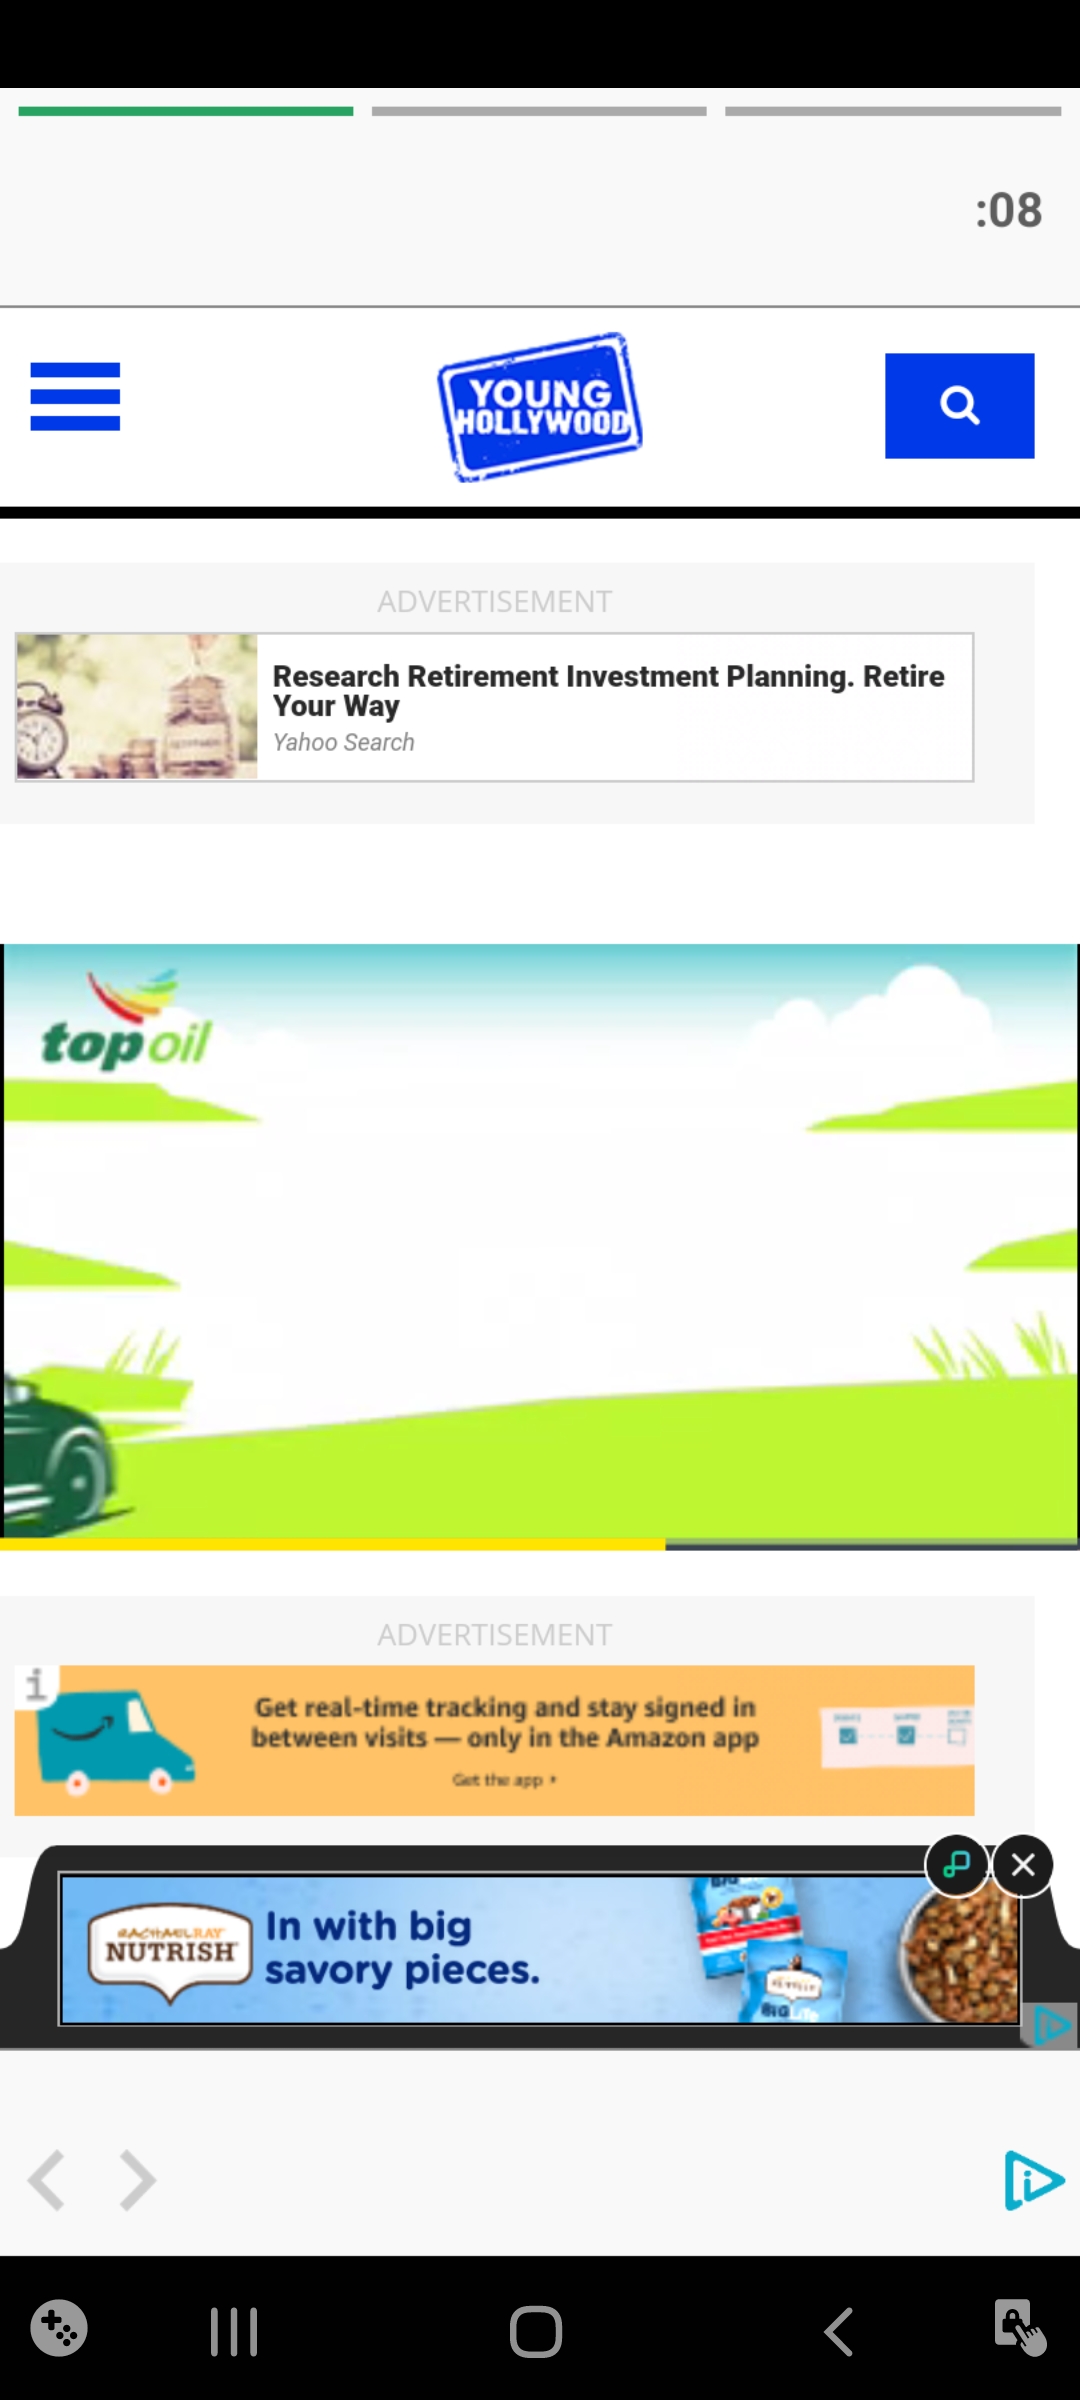 :08
YOUNG
HOLLYWOOD
ADVERTISEMENT
Research Retirement Investment Planning. Retire
Your Way
Yahoo Search
top oil
ADVERTISEMENT
i
Get real-time tracking and stay signed in
between visits — only in the Amazon app
Get the app
RACHAEL RAY
NUTRISH
In with big
savory pieces.
BIG